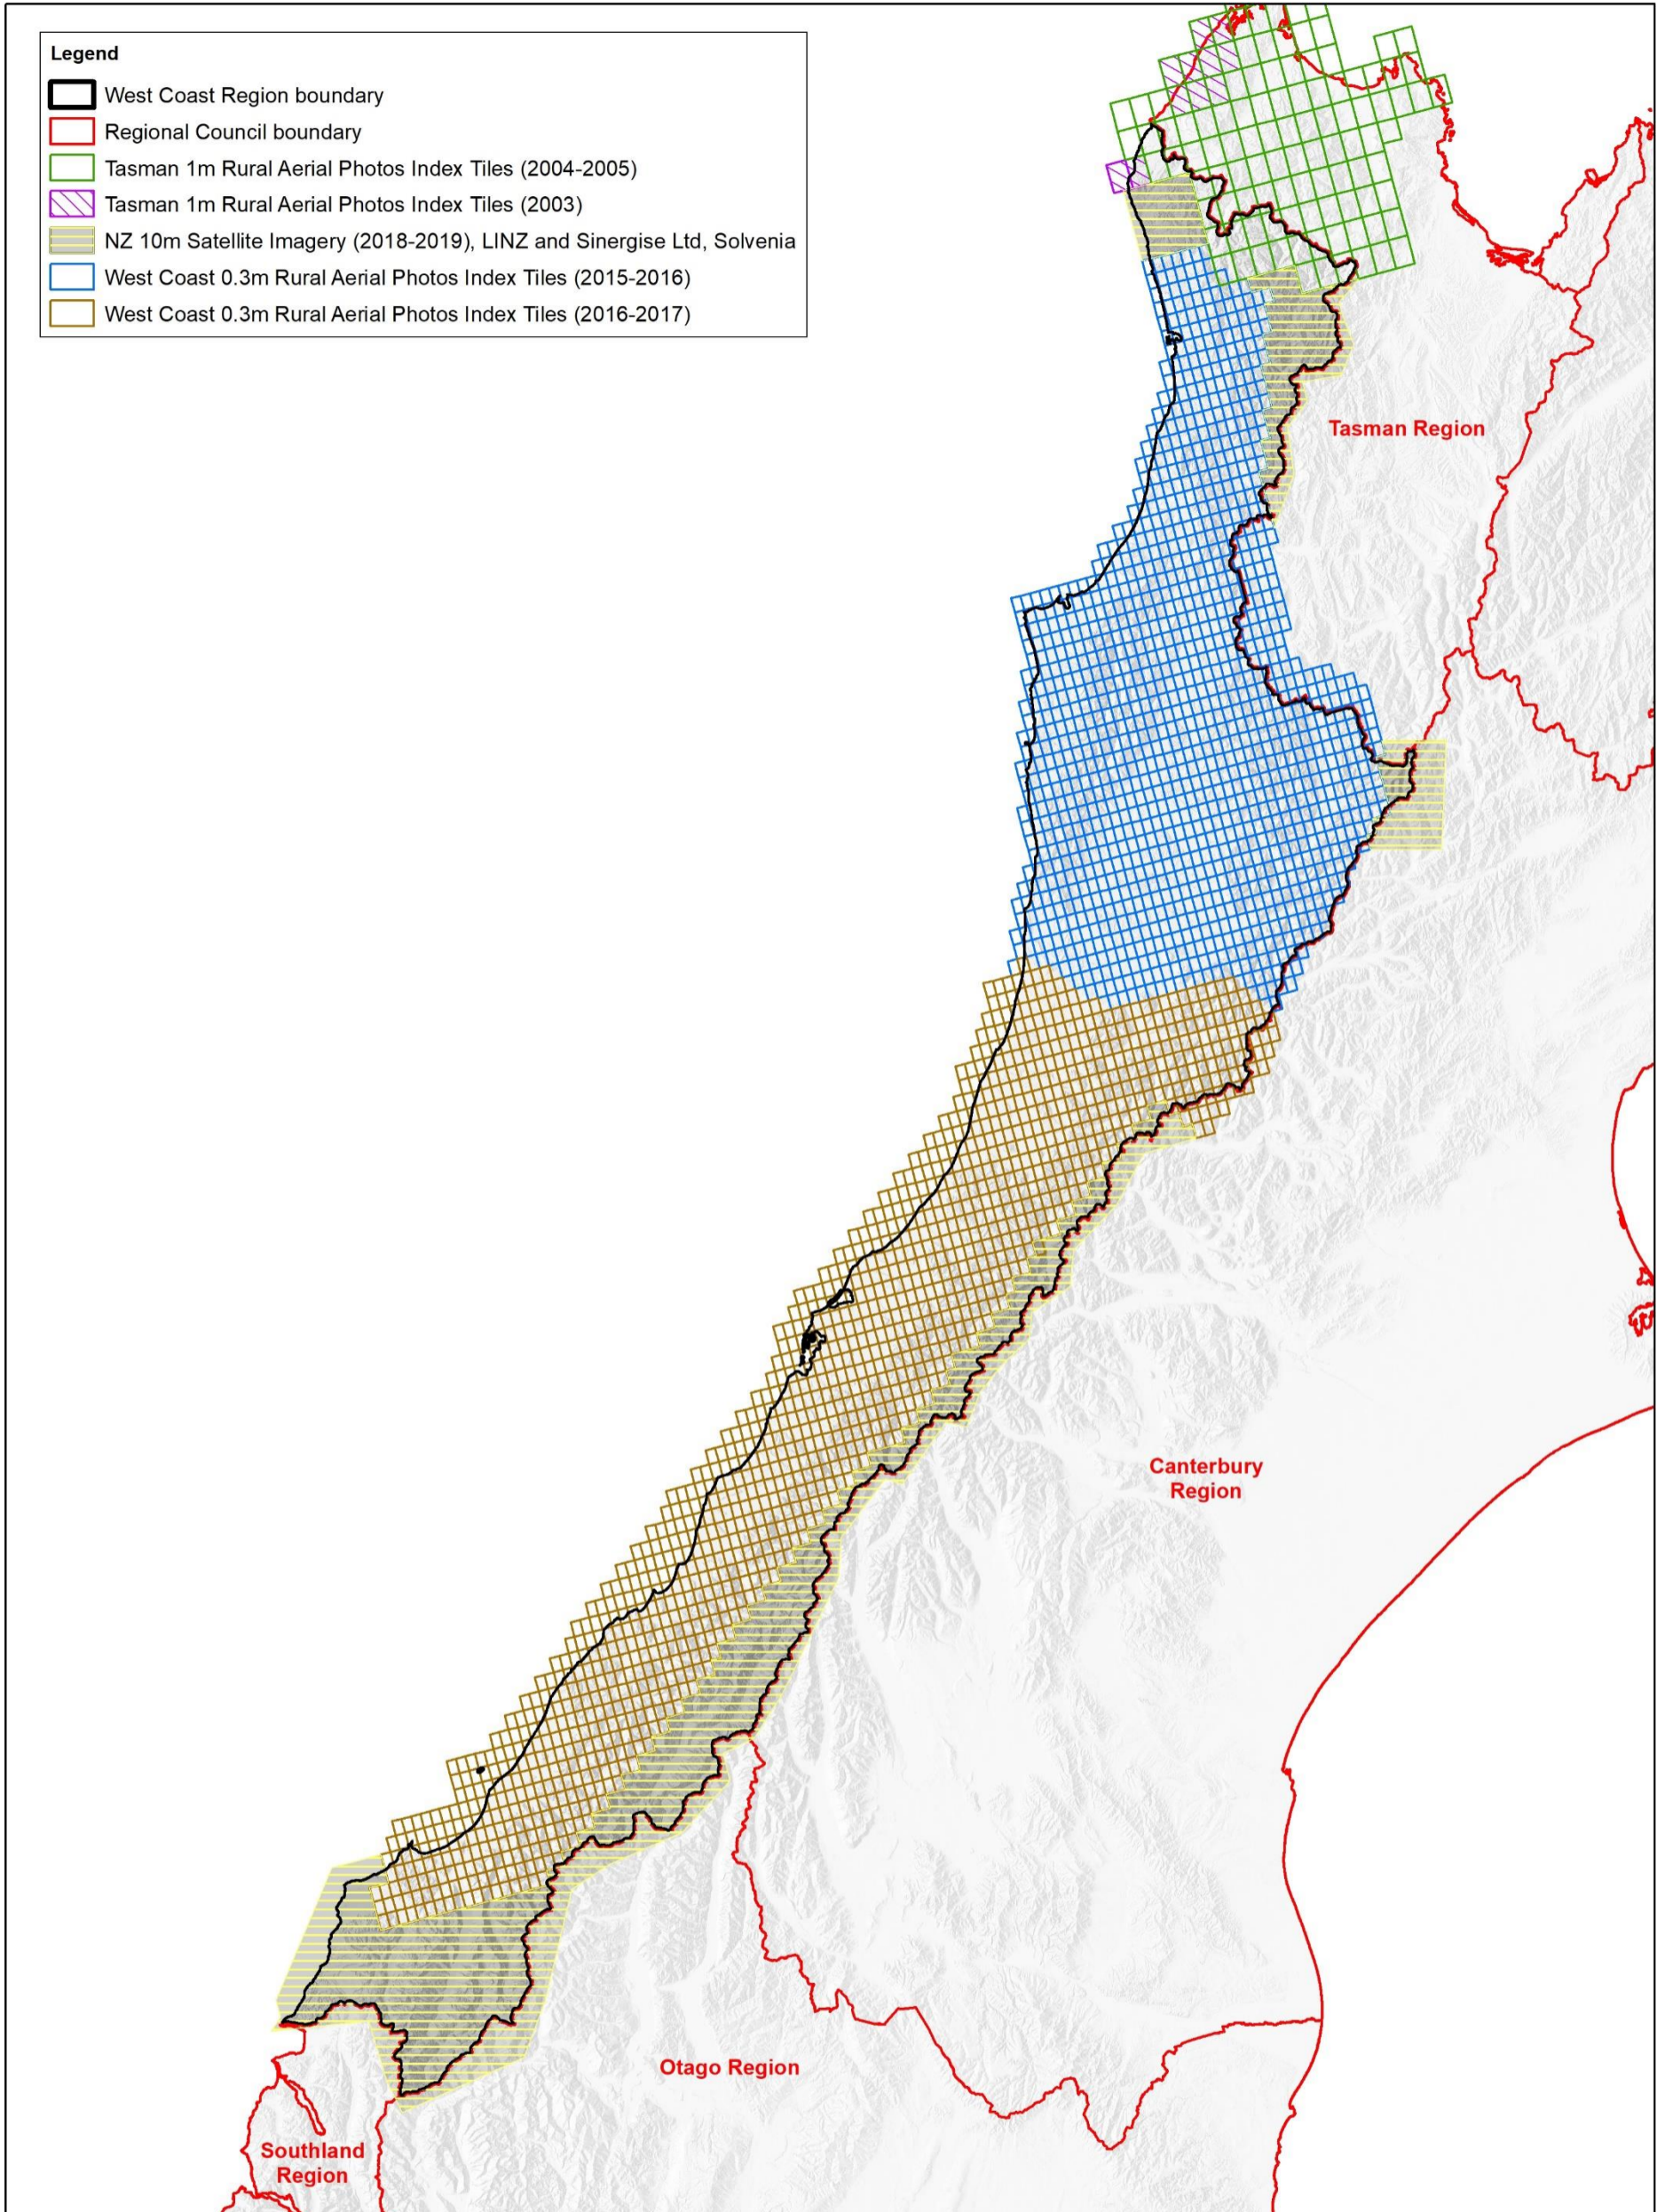 Legend
West Coast Region boundary
Regional Council boundary
Tasman 1m Rural Aerial Photos Index Tiles (2004-2005)
Tasman 1m Rural Aerial Photos Index Tiles (2003)
NZ 10m Satellite Imagery (2018-2019), LINZ and Sinergise Ltd, Solvenia
West Coast 0.3m Rural Aerial Photos Index Tiles (2015-2016)
West Coast 0.3m Rural Aerial Photos Index Tiles (2016-2017)
Tasman Region
Canterbury
Region
Otago Region
Southland
Region